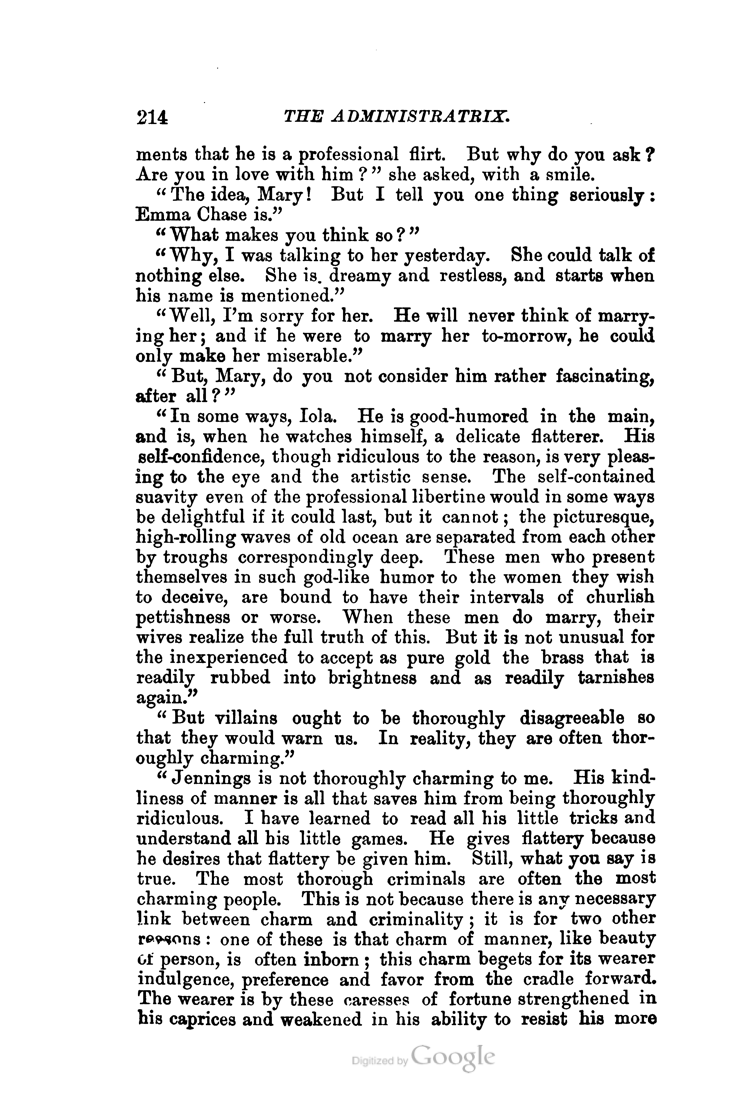 214 THE ADMINISTRATRIX.
ments that he is a professional flirt. But why do you ask?
Are you in love with him?” she asked, with a smile.
“The idea, Mary! But I tell you one thing seriously:
Emma Chase is.”
“What makes you think so?”
“Why, I was talking to her yesterday. She could talk of
nothing else. She is. dreamy and restless, and starts when
his name is mentioned.”
“Well, I’m sorry for her. He will never think of marry-
ing her; and if he were to marry her to-morrow, he could
only make her miserable.”
“But, Mary, do you not consider him rather fascinating,
after all?”
“In some ways, Iola. He is good-humored in the main,
and is, when he watches himself, a delicate flatterer. His
self-confidence, though ridiculous to the reason, is very pleas-
ing to the eye and the artistic sense. The self-contained
suavity even of the professional libertine would in some ways
be delightful if it could last, but it cannot; the picturesque,
high-rolling waves of old ocean are separated from each other
by troughs correspondingly deep. These men who present
themselves in such god-like humor to the women they wish
to deceive, are bound to have their intervals of churlish
pettishness or worse. When these men do marry, their
wives realize the full truth of this. But it is not unusual for
the inexperienced to accept as pure gold the brass that is
readily rubbed into brightness and as readily tarnishes
again.”
“But villains ought to be thoroughly disagreeable so
that they would warn us. In reality, they are often thor-
oughly charming.”
“Jennings is not thoroughly charming to me. His kind-
liness of manner is all that saves him from being thoroughly
ridiculous. I have learned to read all his little tricks and
understand all his little games. He gives flattery because
he desires that flattery be given him. Still, what you say is
true. The most thorough criminals are often the most
charming people. This is not because there is any necessary
link between charm and criminality; it is for two other
reasons: one of these is that charm of manner, like beauty
of person, is often inborn; this charm begets for its wearer
indulgence, preference and favor from the cradle forward.
The wearer is by these caresses of fortune strengthened in
his caprices and weakened in his ability to resist his more
Digitized by Google